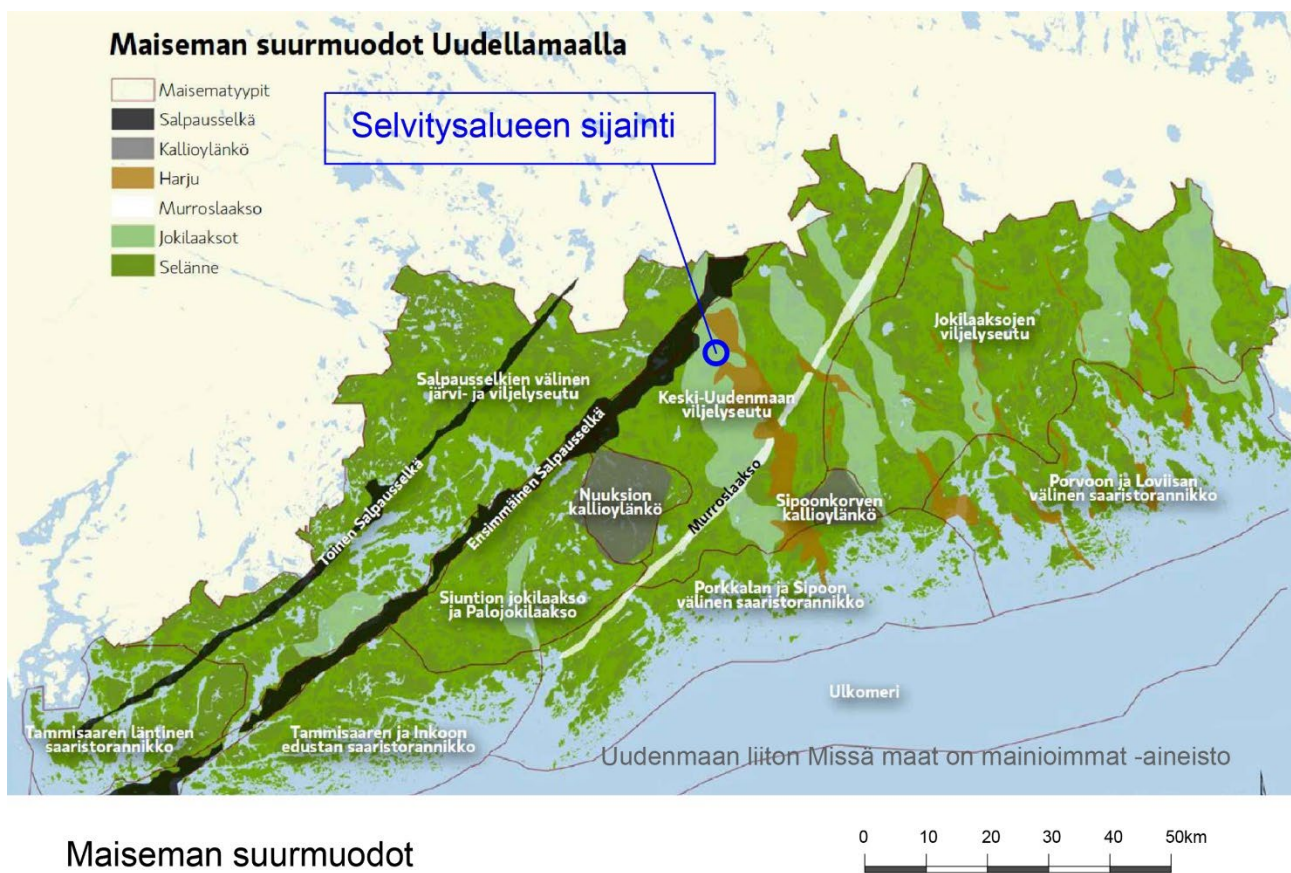 Maiseman suurmuodot Uudellamaalla
Maisematyypit
Salpausselkä
Kallioylänkö
Harju
Murroslaakso
Jokilaaksot
Selänne
Selvitysalueen sijainti
Jokilaaksojen
viljelyseutu
Salpausselkien välinen
järvi- ja viljelyseutu
Keski-Uudenmaan
viljelyseutu
Toinen Salpausselkä
Ensimmäinen Salpausselkä
Nuuksion
kallioylänkö
Murroslaakso
Sipoonkorven
kallioylänkö
Porvoon ja Loviisan
välinen saaristorannikko
Siuntion jokilaakso
ja Palojokilaakso
Porkkalan ja Sipoon
välinen saaristorannikko
Ulkomeri
Tammisaaren läntinen
saaristorannikko
Tammisaaren ja Inkoon
edustan saaristorannikko
Uudenmaan liiton Missä maat on mainioimmat -aineisto
Maiseman suurmuodot
0 10 20 30 40 50km